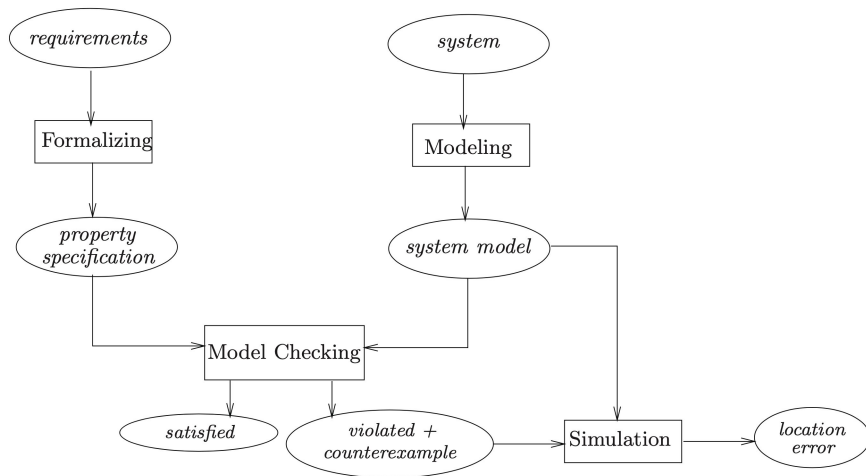 requirements
system
Formalizing
Modeling
property
specification
system model
Model Checking
satisfied
violated +
counterexample
Simulation
location
error